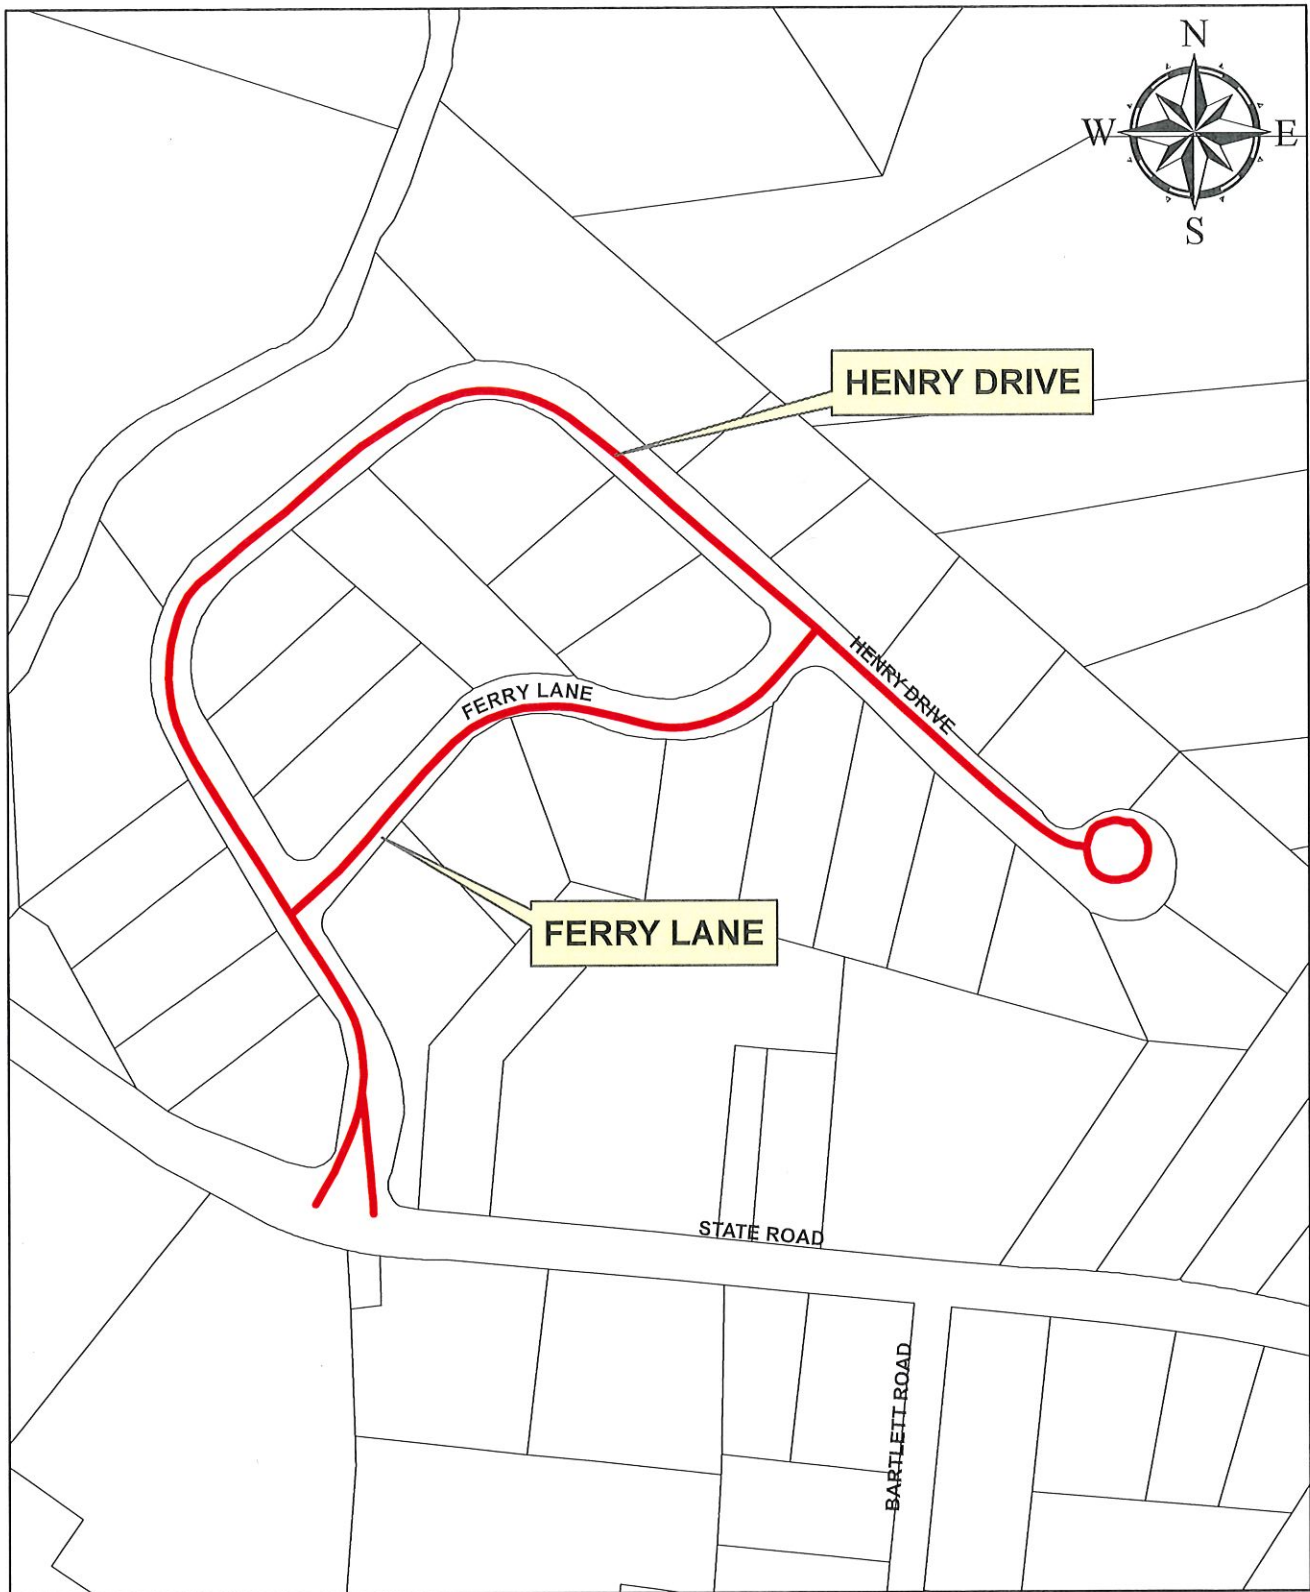 N
W E
S
HENRY DRIVE
HENRY DRIVE
FERRY LANE
FERRY LANE
STATE ROAD
BARTLETT ROAD